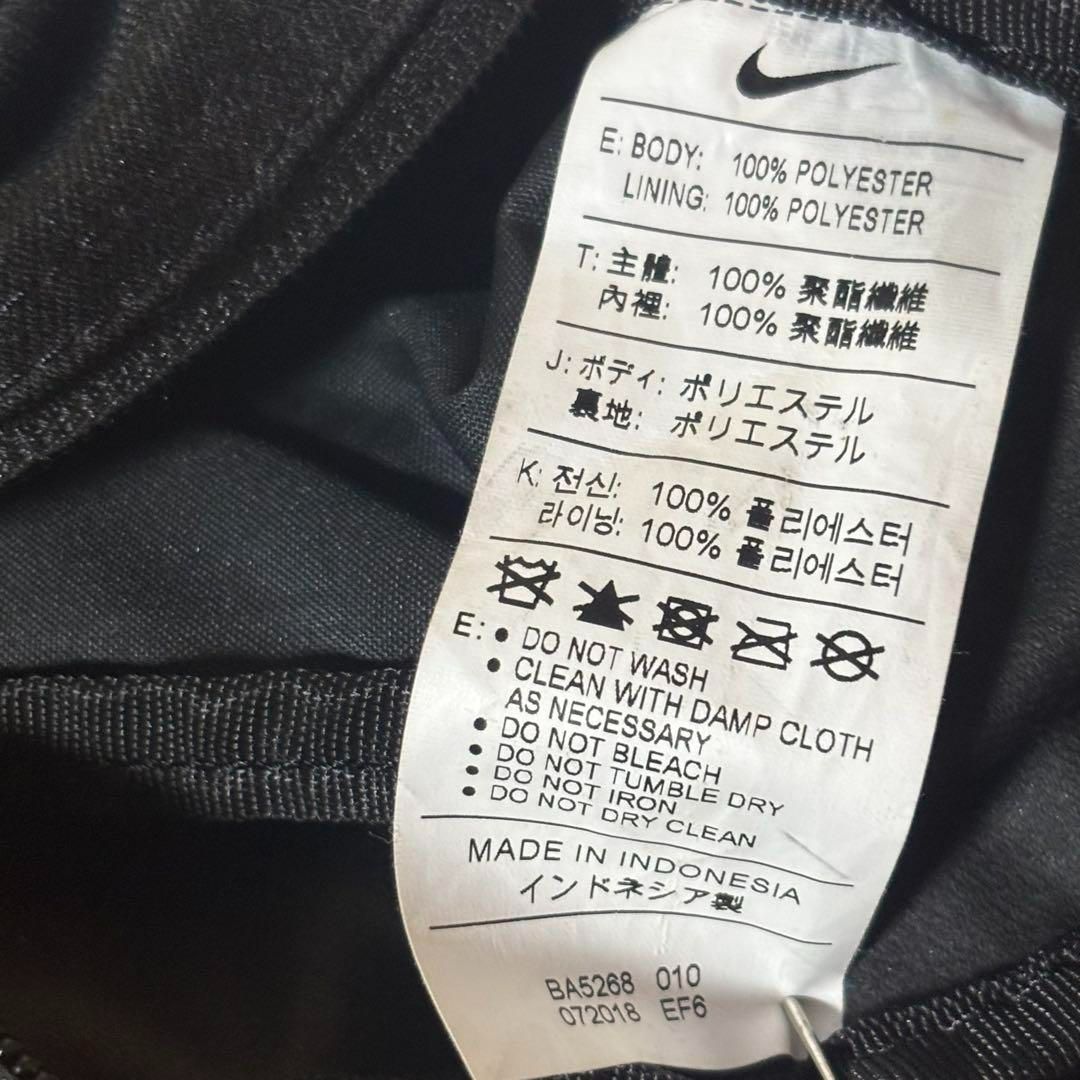 E: BODY: 100% POLYESTER
LINING: 100% POLYESTER
T: 主體: 100% 聚酯纖維
內裡: 100% 聚酯纖維
J: ボディ: ポリエステル
裏地: ポリエステル
K: 전신: 100% 폴리에스터
라이닝: 100% 폴리에스터
E: • DO NOT WASH
• CLEAN WITH DAMP CLOTH
AS NECESSARY
• DO NOT BLEACH
• DO NOT TUMBLE DRY
• DO NOT IRON
• DO NOT DRY CLEAN
MADE IN INDONESIA
インドネシア製
BA5268 010
072018 EF6